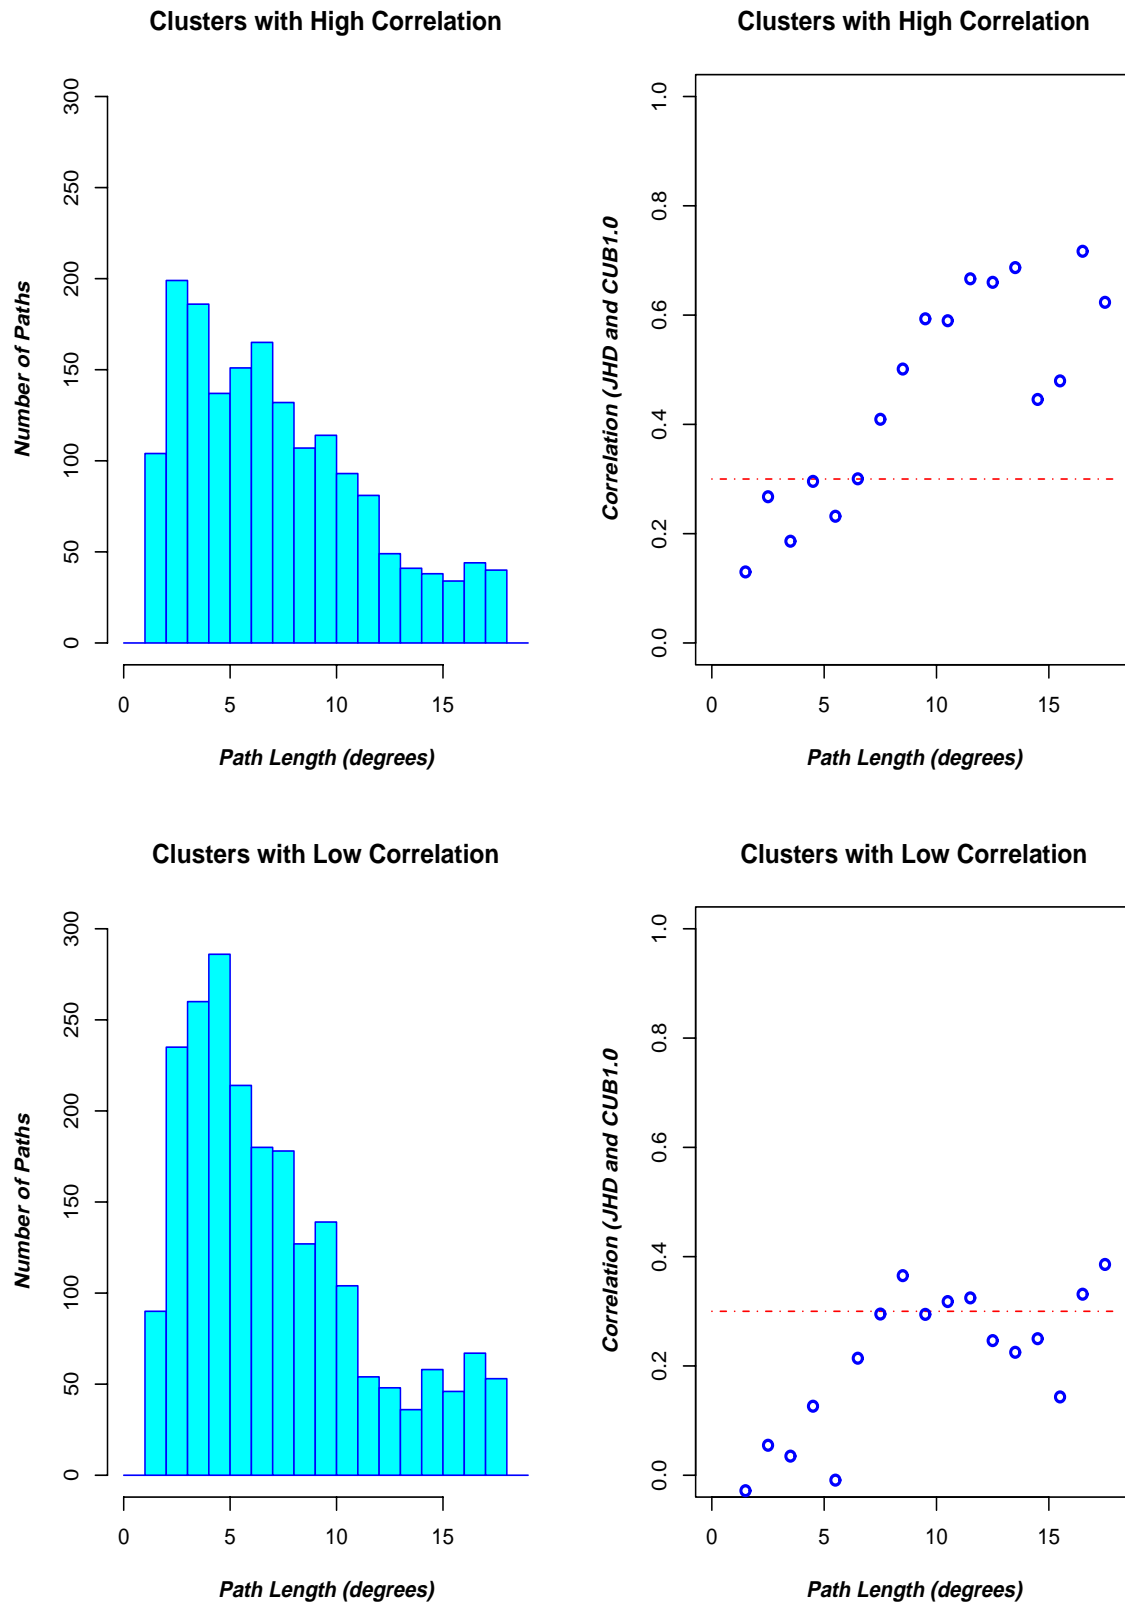 Clusters with High Correlation
Number of Paths
300
250
200
150
100
50
0
0 5 10 15
Path Length (degrees)
Clusters with High Correlation
Correlation (JHD and CUB1.0
1.0
0.8
0.6
0.4
0.2
0.0
0 5 10 15
Path Length (degrees)
Clusters with Low Correlation
Number of Paths
300
250
200
150
100
50
0
0 5 10 15
Path Length (degrees)
Clusters with Low Correlation
Correlation (JHD and CUB1.0
1.0
0.8
0.6
0.4
0.2
0.0
0 5 10 15
Path Length (degrees)